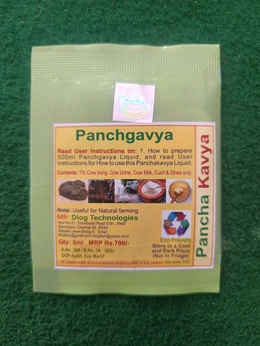 Panchgavya
Read User Instructions on: 1. How to prepare
500ml Panchgavya Liquid, and read User
Instructions for How to use this Panchakavya Liquid:
Contents: 1% Cow dung, Cow Urine, Cow Milk, Curd & Ghee only
Note: Useful for Natural farming
Mfr: Dlog Technologies
Qty: 5ml MRP Rs.700/-
Eco Friendly
Store in a Cool
and Dark Place
(Not in Fridge)
Pancha Kavya